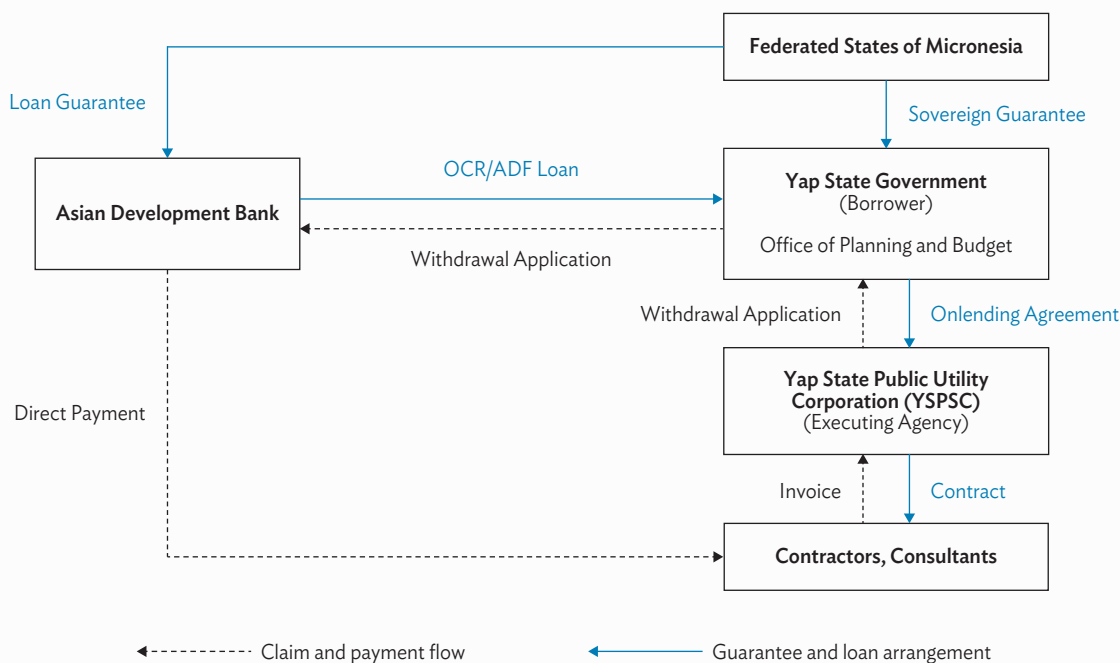 Federated States of Micronesia
Loan Guarantee
Sovereign Guarantee
OCR/ADF Loan
Asian Development Bank
Yap State Government
(Borrower)
Office of Planning and Budget
Withdrawal Application
Withdrawal Application
Onlending Agreement
Yap State Public Utility
Corporation (YSPSC)
(Executing Agency)
Direct Payment
Invoice
Contract
Contractors, Consultants
Claim and payment flow
Guarantee and loan arrangement